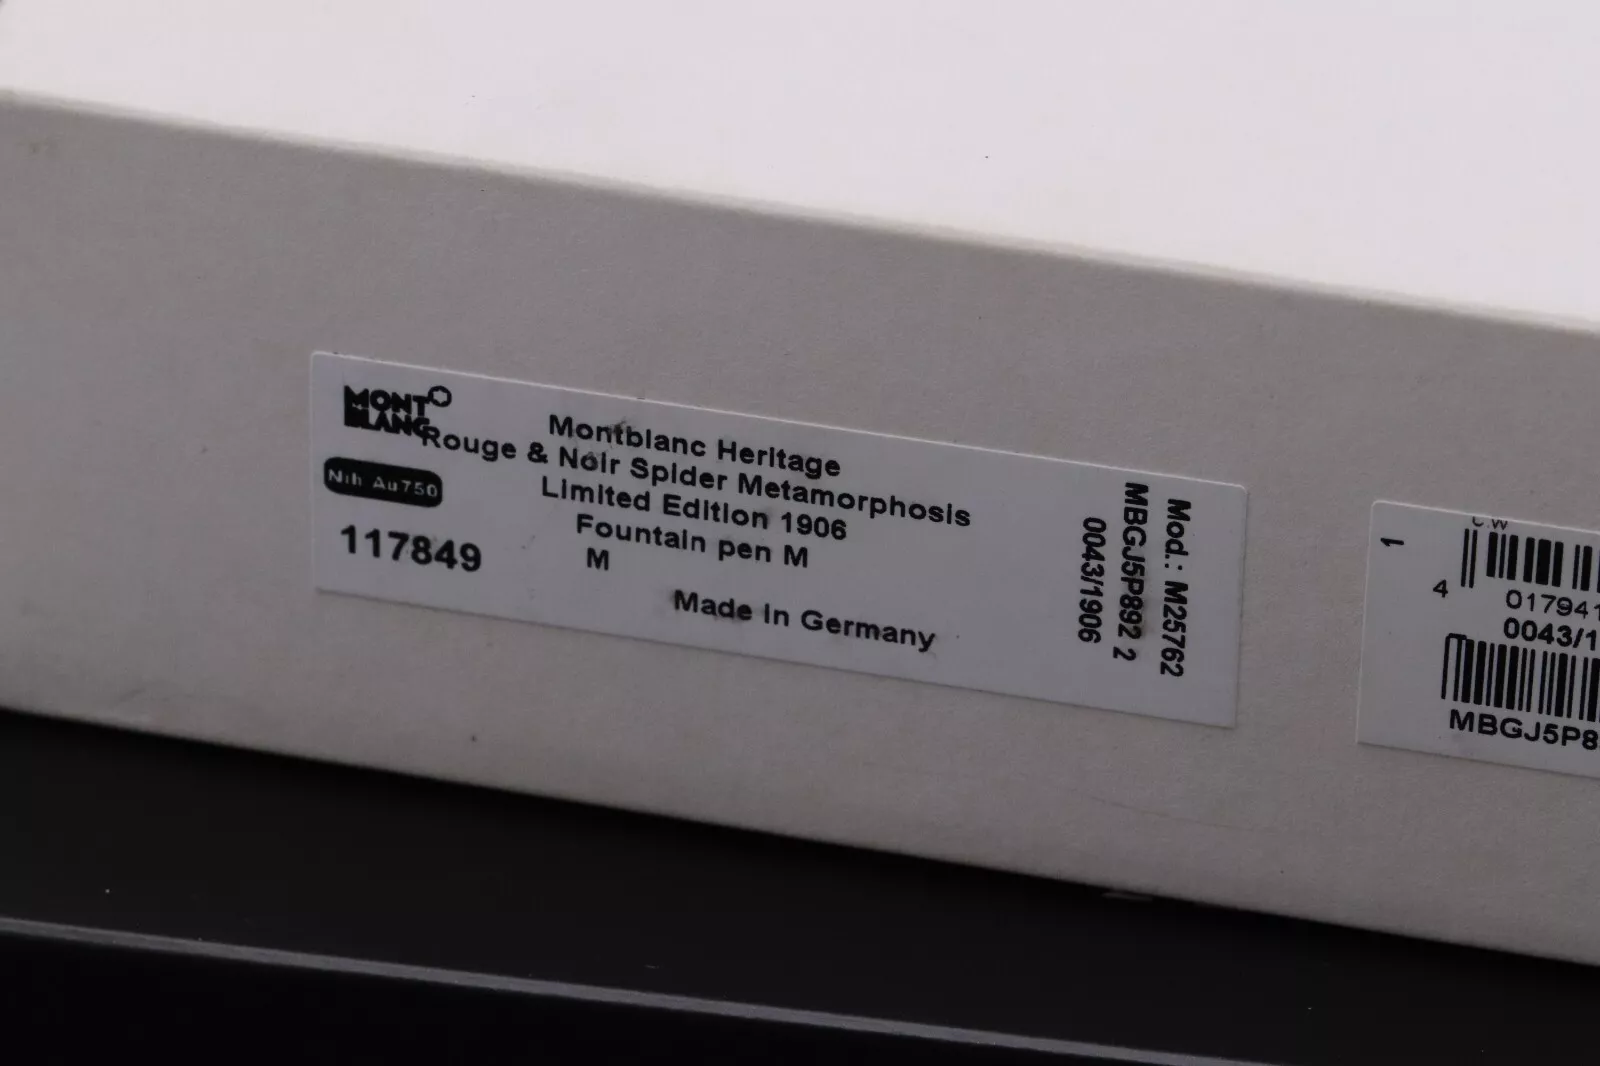 MONT
BLANC
Montblanc Heritage
Rouge & Noir Spider Metamorphosis
Limited Edition 1906
Fountain pen M
M
Made in Germany
Nib Au750
117849
Mod.: M25762
MBGJ5P892 2
0043/1906
1
C.W
4 01794
0043/1
MBGJ5P8